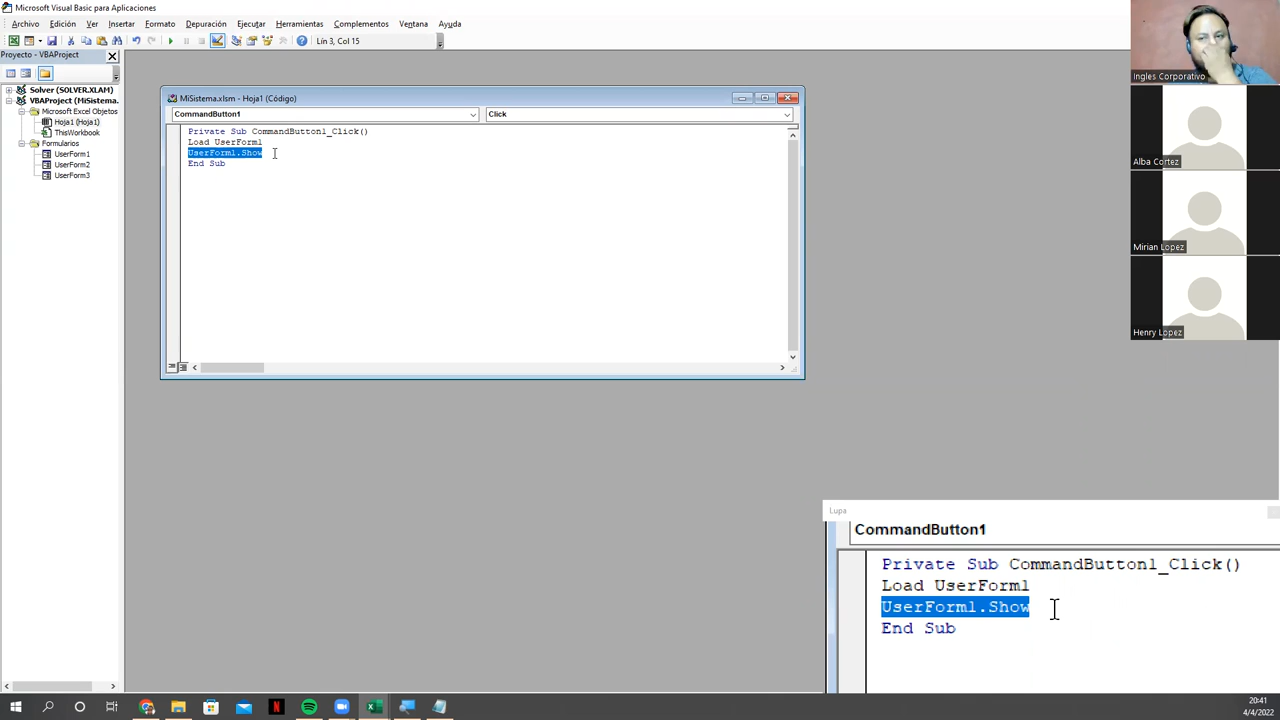 Microsoft Visual Basic para Aplicaciones
Archivo Edición Ver Insertar Formato Depuración Ejecutar Herramientas Complementos Ventana Ayuda
Lín 3, Col 15
Proyecto - VBAProject
Solver (SOLVER.XLAM)
VBAProject (MiSistema.
Microsoft Excel Objetos
Hoja1 (Hoja1)
ThisWorkbook
Formularios
UserForm1
UserForm2
UserForm3
MiSistema.xlsm - Hoja1 (Código)
CommandButton1 Click
Private Sub CommandButton1_Click()
Load UserForm1
UserForm1.Show
End Sub
Ingles Corporativo
Alba Cortez
Mirian Lopez
Henry Lopez
Lupa
CommandButton1
Private Sub CommandButton1_Click()
Load UserForm1
UserForm1.Show
End Sub
20:41
4/4/2022